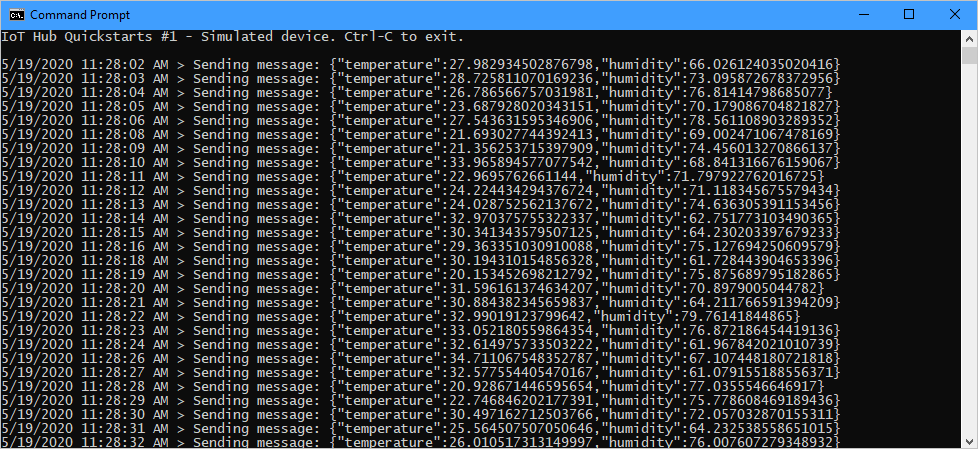 Command Prompt
IoT Hub Quickstarts #1 - Simulated device. Ctrl-C to exit.
5/19/2020 11:28:02 AM > Sending message: {"temperature":27.982934502876798,"humidity":66.026124035020416}
5/19/2020 11:28:03 AM > Sending message: {"temperature":28.725811070169236,"humidity":73.095872678372956}
5/19/2020 11:28:04 AM > Sending message: {"temperature":26.786566757031981,"humidity":76.81414798685077}
5/19/2020 11:28:05 AM > Sending message: {"temperature":23.687928020343151,"humidity":70.179086704821827}
5/19/2020 11:28:06 AM > Sending message: {"temperature":27.543631595346906,"humidity":78.561108903289352}
5/19/2020 11:28:08 AM > Sending message: {"temperature":21.693027744392413,"humidity":69.002471067478169}
5/19/2020 11:28:09 AM > Sending message: {"temperature":21.356253715397909,"humidity":74.456013270866137}
5/19/2020 11:28:10 AM > Sending message: {"temperature":33.965894577077542,"humidity":68.841316676159067}
5/19/2020 11:28:11 AM > Sending message: {"temperature":22.9695762661144,"humidity":71.797922762016725}
5/19/2020 11:28:12 AM > Sending message: {"temperature":24.224434294376724,"humidity":71.118345675579434}
5/19/2020 11:28:13 AM > Sending message: {"temperature":24.028752562137672,"humidity":74.636305391153456}
5/19/2020 11:28:14 AM > Sending message: {"temperature":32.970375755322337,"humidity":62.751773103490365}
5/19/2020 11:28:15 AM > Sending message: {"temperature":30.341343579507125,"humidity":64.230203397679233}
5/19/2020 11:28:16 AM > Sending message: {"temperature":29.363351030910088,"humidity":75.127694250609579}
5/19/2020 11:28:18 AM > Sending message: {"temperature":30.194310154856328,"humidity":61.728443904653396}
5/19/2020 11:28:19 AM > Sending message: {"temperature":20.153452698212792,"humidity":75.875689795182865}
5/19/2020 11:28:20 AM > Sending message: {"temperature":31.596161374634207,"humidity":70.8979005044782}
5/19/2020 11:28:21 AM > Sending message: {"temperature":30.884382345659837,"humidity":64.211766591394209}
5/19/2020 11:28:22 AM > Sending message: {"temperature":32.99019123799642,"humidity":79.76141844865}
5/19/2020 11:28:23 AM > Sending message: {"temperature":33.052180559864354,"humidity":76.872186454419136}
5/19/2020 11:28:24 AM > Sending message: {"temperature":32.614975733503222,"humidity":61.967842021010739}
5/19/2020 11:28:26 AM > Sending message: {"temperature":34.711067548352787,"humidity":67.107448180721818}
5/19/2020 11:28:27 AM > Sending message: {"temperature":32.577554405470167,"humidity":61.079155188556371}
5/19/2020 11:28:28 AM > Sending message: {"temperature":20.928671446595654,"humidity":77.0355546646917}
5/19/2020 11:28:29 AM > Sending message: {"temperature":22.746846202177391,"humidity":75.778608469189436}
5/19/2020 11:28:30 AM > Sending message: {"temperature":30.497162712503766,"humidity":72.057032870155311}
5/19/2020 11:28:31 AM > Sending message: {"temperature":25.564507507050646,"humidity":64.232538558651015}
5/19/2020 11:28:32 AM > Sending message: {"temperature":26.010517313149997,"humidity":76.007607279348932}